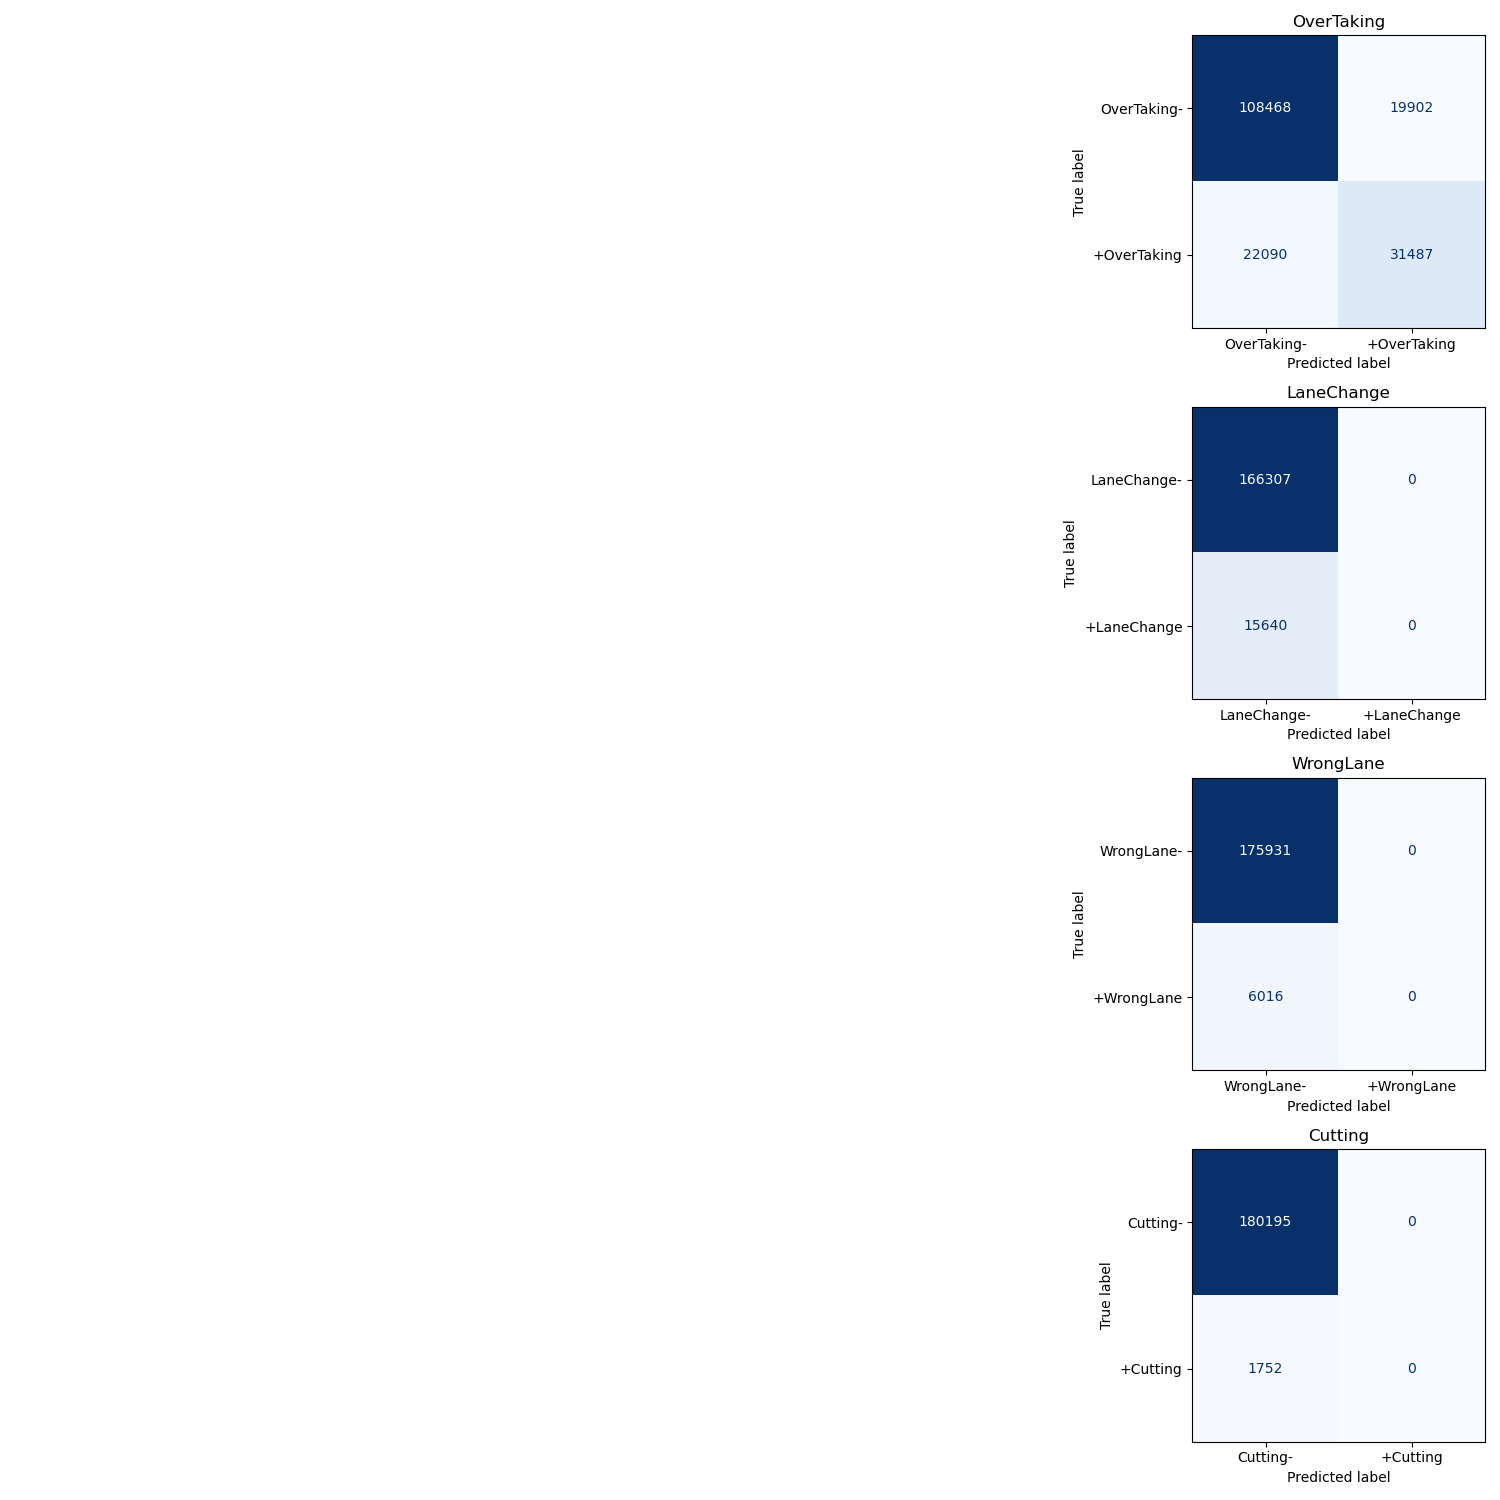 OverTaking
OverTaking-
108468 19902
True label
+OverTaking
22090 31487
OverTaking- +OverTaking
Predicted label
LaneChange
LaneChange-
166307 0
True label
+LaneChange
15640 0
LaneChange- +LaneChange
Predicted label
WrongLane
WrongLane-
175931 0
True label
+WrongLane
6016 0
WrongLane- +WrongLane
Predicted label
Cutting
Cutting-
180195 0
True label
+Cutting
1752 0
Cutting- +Cutting
Predicted label